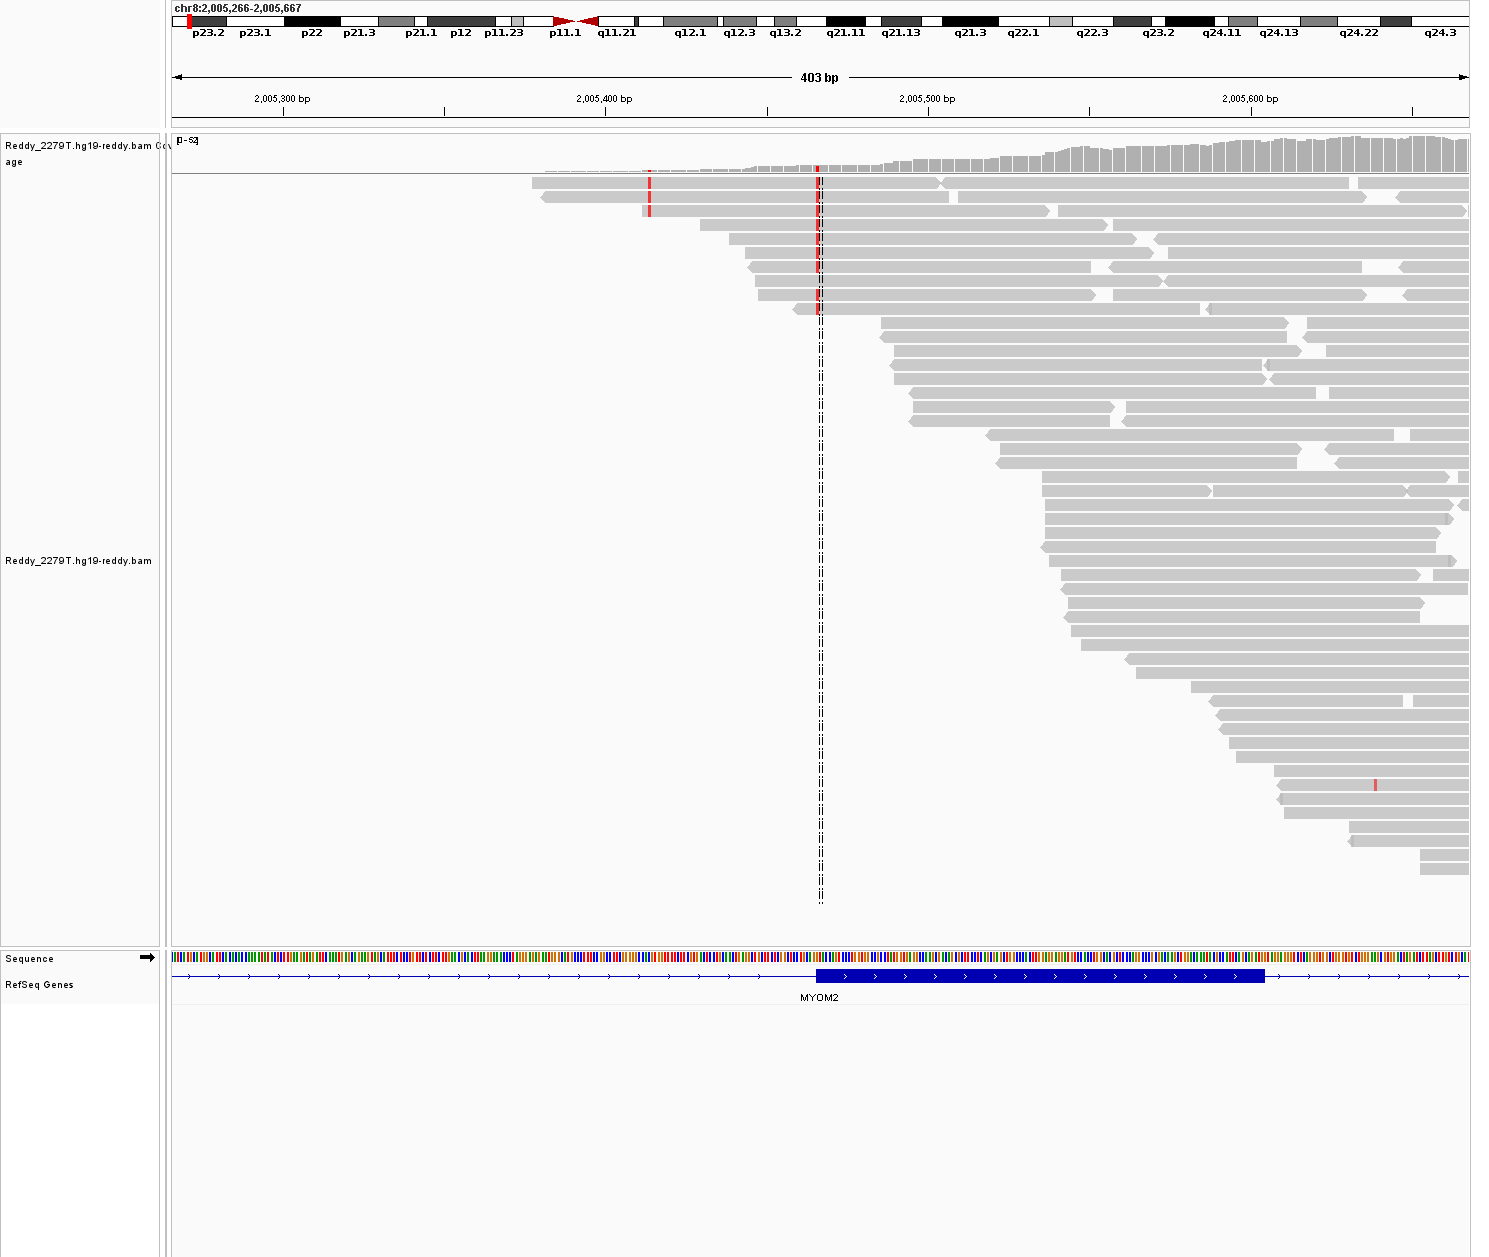 chr8:2,005,266-2,005,667
p23.2 p23.1 p22 p21.3 p21.1 p12 p11.23 p11.1 q11.21 q12.1 q12.3 q13.2 q21.11 q21.13 q21.3 q22.1 q22.3 q23.2 q24.11 q24.13 q24.22 q24.3
403 bp
2,005,300 bp 2,005,400 bp 2,005,500 bp 2,005,600 bp
Reddy_2279T.hg19-reddy.bam Cov
age
[0-52]
Reddy_2279T.hg19-reddy.bam
Sequence
RefSeq Genes
MYOM2